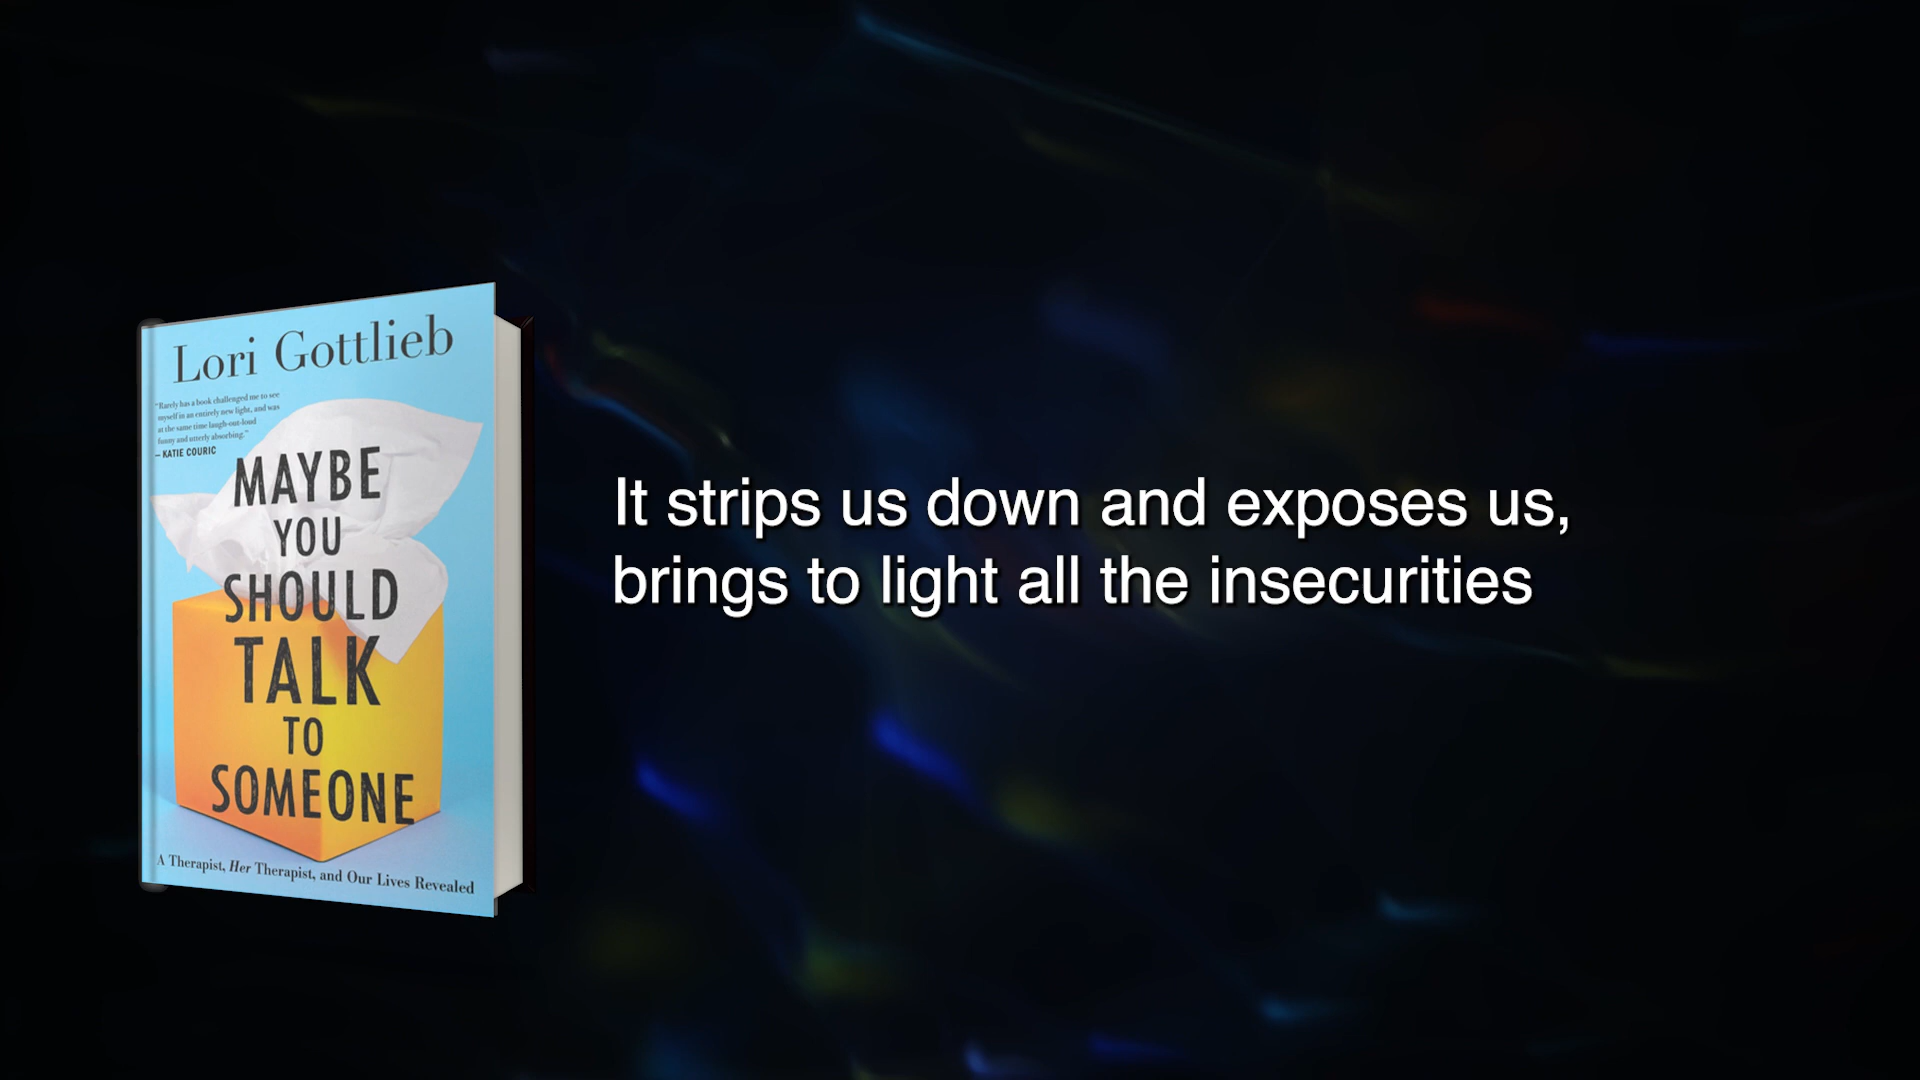 Lori Gottlieb
"Rarely has a book challenged me to see
myself in an entirely new light, and was
at the same time laugh-out-loud
funny and utterly absorbing."
– KATIE COURIC
MAYBE
YOU
SHOULD
TALK
TO
SOMEONE
A Therapist, Her Therapist, and Our Lives Revealed
It strips us down and exposes us,
brings to light all the insecurities